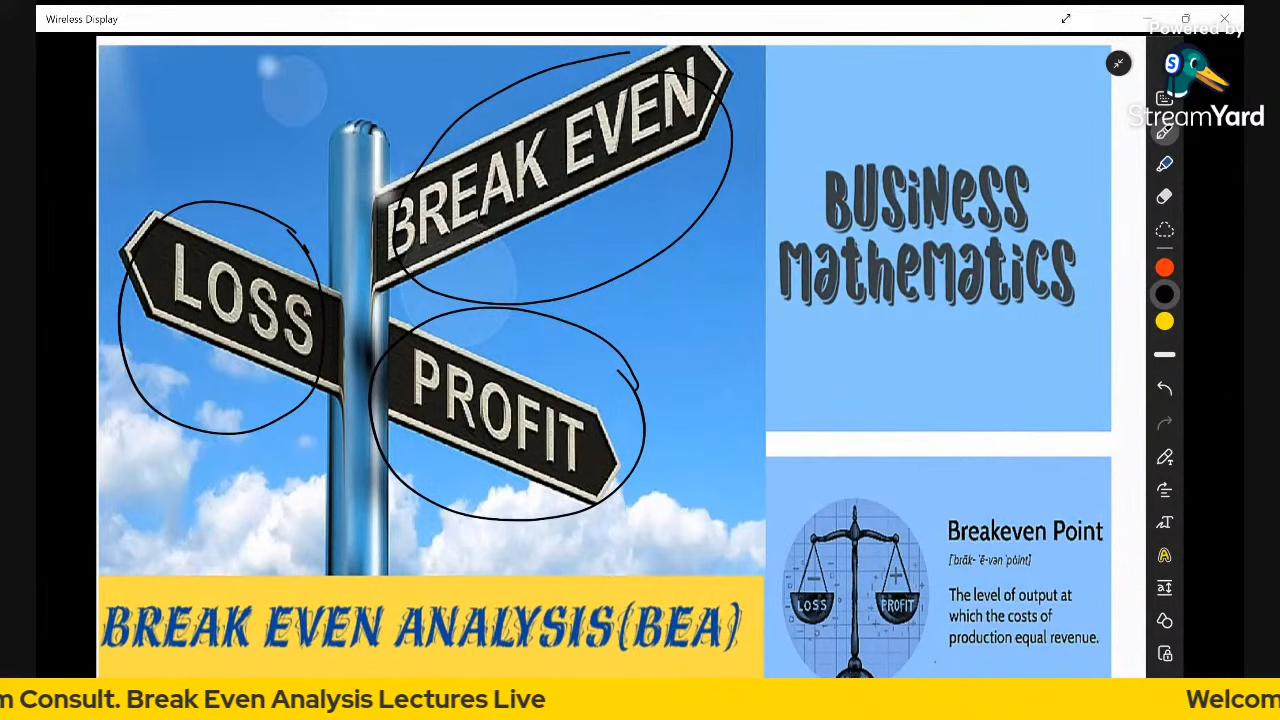 Wireless Display
Powered by
StreamYard
BREAK EVEN
LOSS
PROFIT
BUSiNeSS
matheMatiCS
Breakeven Point
[ˈbrāk-ˈē-vən ˈpȯint]
The level of output at
which the costs of
production equal revenue.
LOSS
PROFIT
BREAK EVEN ANALYSIS(BEA)
m Consult. Break Even Analysis Lectures Live
Welcom